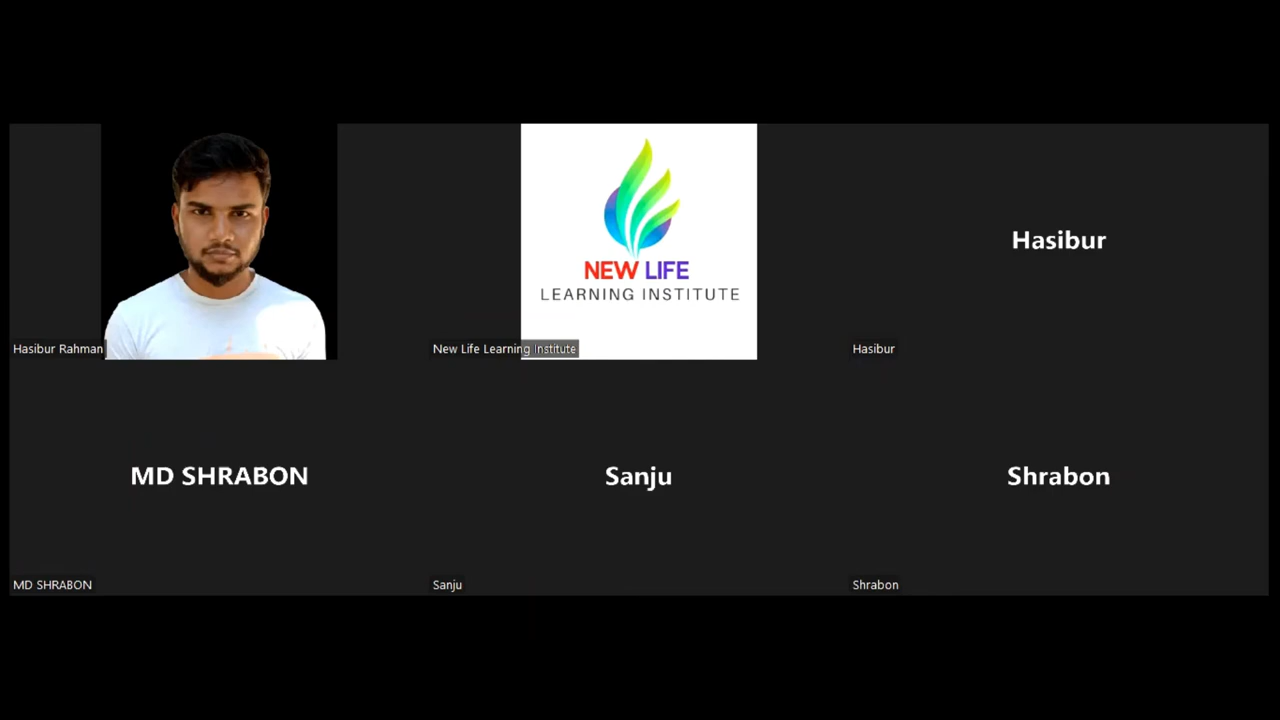 Hasibur Rahman
NEW LIFE
LEARNING INSTITUTE
New Life Learning Institute
Hasibur
Hasibur
MD SHRABON
MD SHRABON
Sanju
Sanju
Shrabon
Shrabon